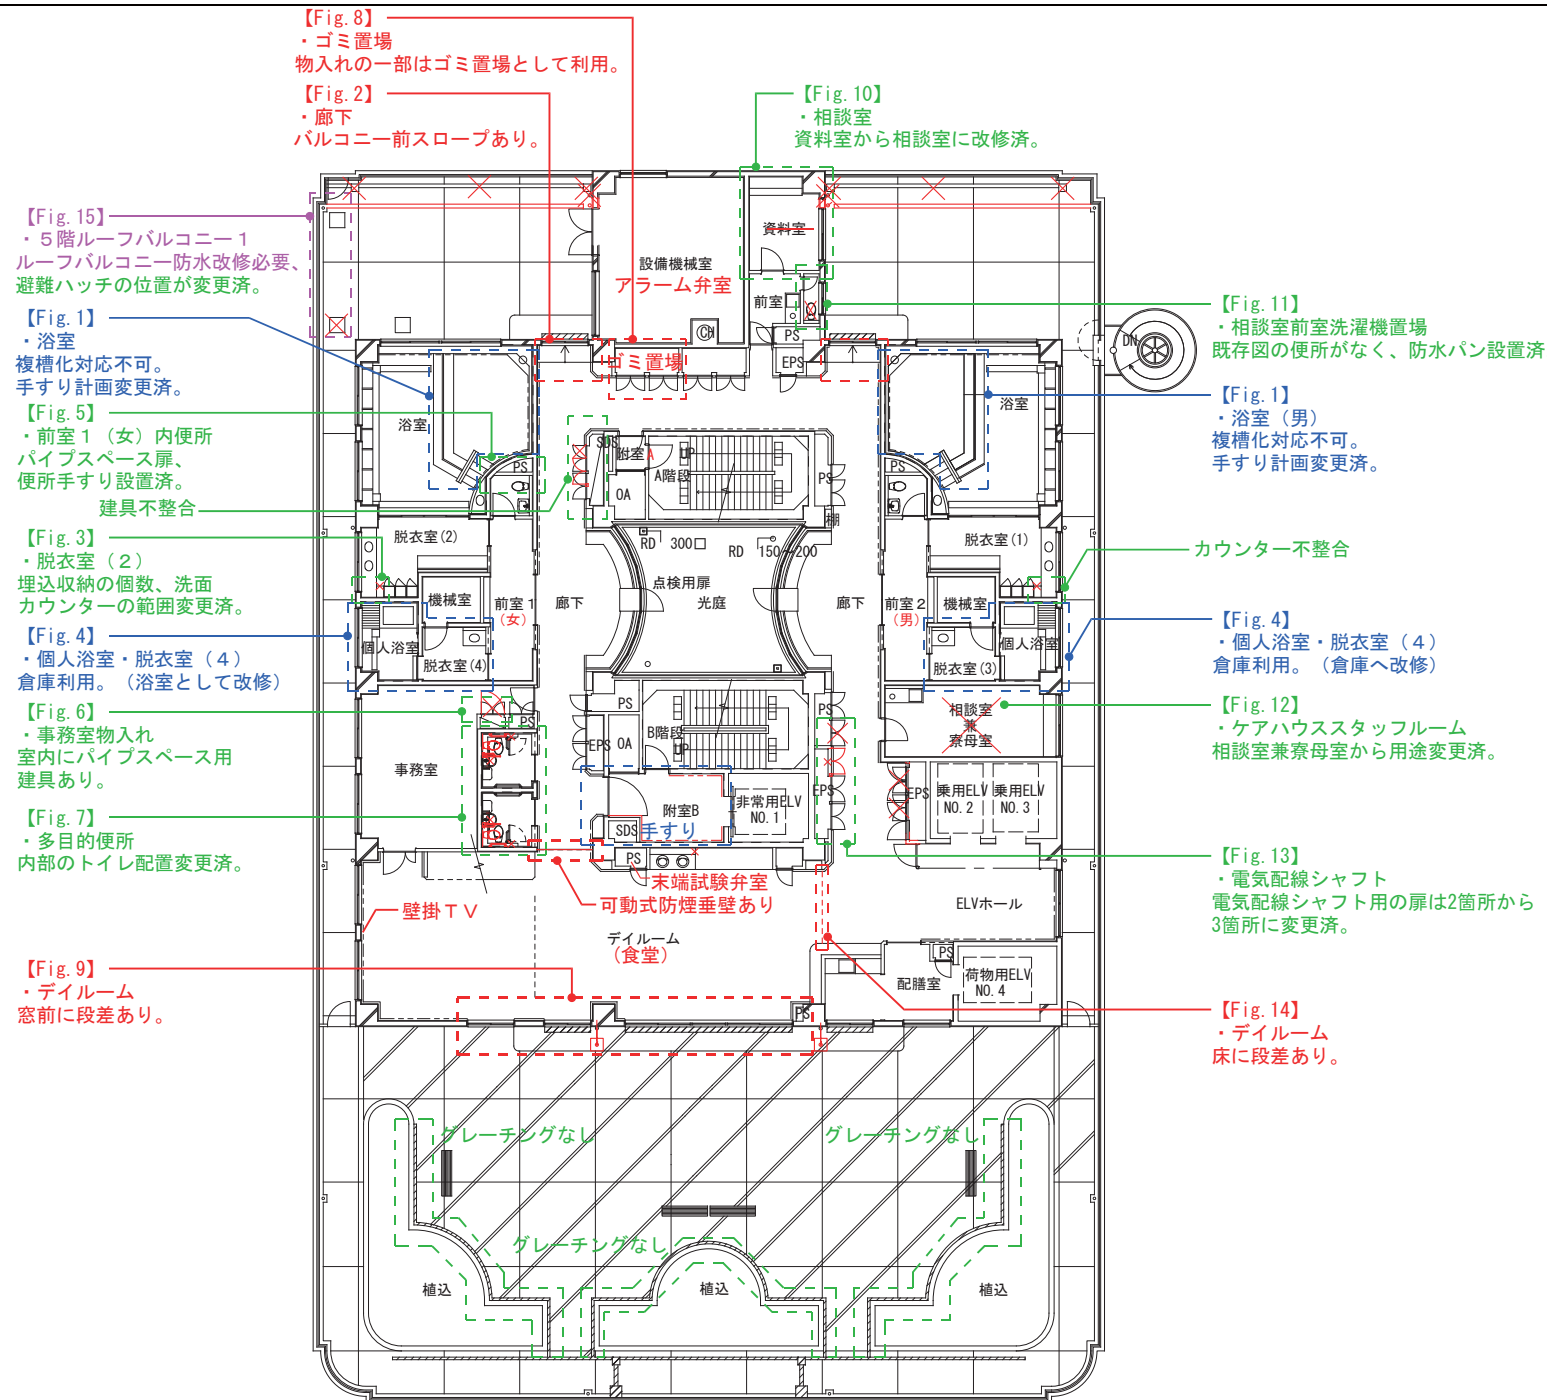 【Fig.8】
・ゴミ置場
物入れの一部はゴミ置場として利用。
【Fig.2】
・廊下
バルコニー前スロープあり。
【Fig.10】
・相談室
資料室から相談室に改修済。
【Fig.15】
・５階ルーフバルコニー１
ルーフバルコニー防水改修必要、
避難ハッチの位置が変更済。
【Fig.1】
・浴室
複槽化対応不可。
手すり計画変更済。
【Fig.5】
・前室１（女）内便所
パイプスペース扉、
便所手すり設置済。
建具不整合
【Fig.3】
・脱衣室（２）
埋込収納の個数、洗面
カウンターの範囲変更済。
【Fig.4】
・個人浴室・脱衣室（４）
倉庫利用。（浴室として改修）
【Fig.6】
・事務室物入れ
室内にパイプスペース用
建具あり。
【Fig.7】
・多目的便所
内部のトイレ配置変更済。
【Fig.9】
・デイルーム
窓前に段差あり。
【Fig.11】
・相談室前室洗濯機置場
既存図の便所がなく、防水パン設置済
【Fig.1】
・浴室（男）
複槽化対応不可。
手すり計画変更済。
カウンター不整合
【Fig.4】
・個人浴室・脱衣室（４）
倉庫利用。（倉庫へ改修）
【Fig.12】
・ケアハウススタッフルーム
相談室兼寮母室から用途変更済。
【Fig.13】
・電気配線シャフト
電気配線シャフト用の扉は2箇所から
3箇所に変更済。
【Fig.14】
・デイルーム
床に段差あり。
資料室
設備機械室
アラーム弁室
前室
CH
PS
EPS
DN
ゴミ置場
浴室
浴室
SDS
附室A
UP
A階段
OA
PS
PS
PS
棚
脱衣室(2)
RD 300□
RD 150～200
脱衣室(1)
点検用扉
光庭
機械室
前室１
(女)
廊下
廊下
前室２
(男)
機械室
個人浴室
脱衣室(4)
脱衣室(3)
個人浴室
PS
PS
PS
相談室
兼
寮母室
事務室
EPS
OA
B階段
UP
EPS
EPS
乗用ELV
NO.2
乗用ELV
NO.3
附室B
非常用ELV
NO.1
SDS
手すり
PS
末端試験弁室
可動式防煙垂壁あり
壁掛ＴＶ
ELVホール
デイルーム
(食堂)
PS
配膳室
荷物用ELV
NO.4
PS
グレーチングなし
グレーチングなし
グレーチングなし
植込
植込
植込